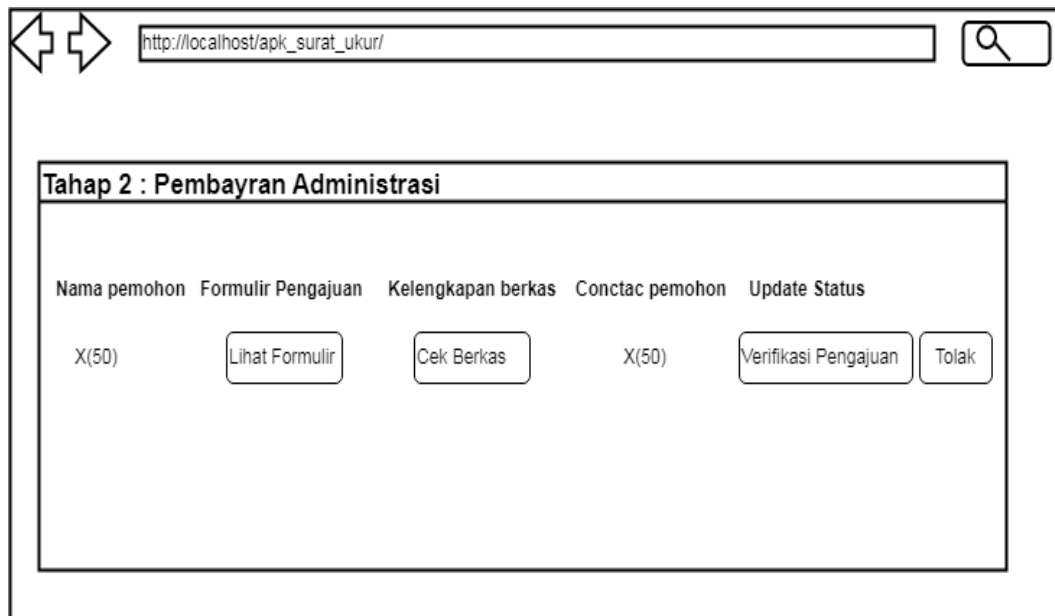 http://localhost/apk_surat_ukur/
Tahap 2 : Pembayran Administrasi
Nama pemohon Formulir Pengajuan Kelengkapan berkas Conctac pemohon Update Status
X(50) Lihat Formulir Cek Berkas X(50) Verifikasi Pengajuan Tolak